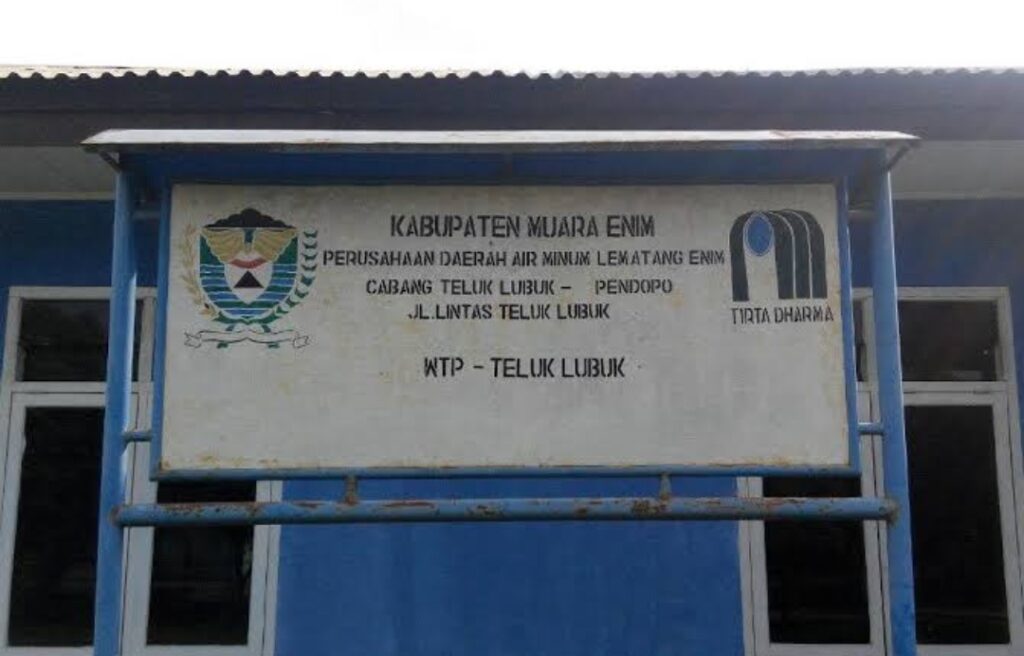 KABUPATEN MUARA ENIM
PERUSAHAAN DAERAH AIR MINUM LEMATANG ENIM
CABANG TELUK LUBUK - PENDOPO
JL.LINTAS TELUK LUBUK
WTP - TELUK LUBUK
TIRTA DHARMA